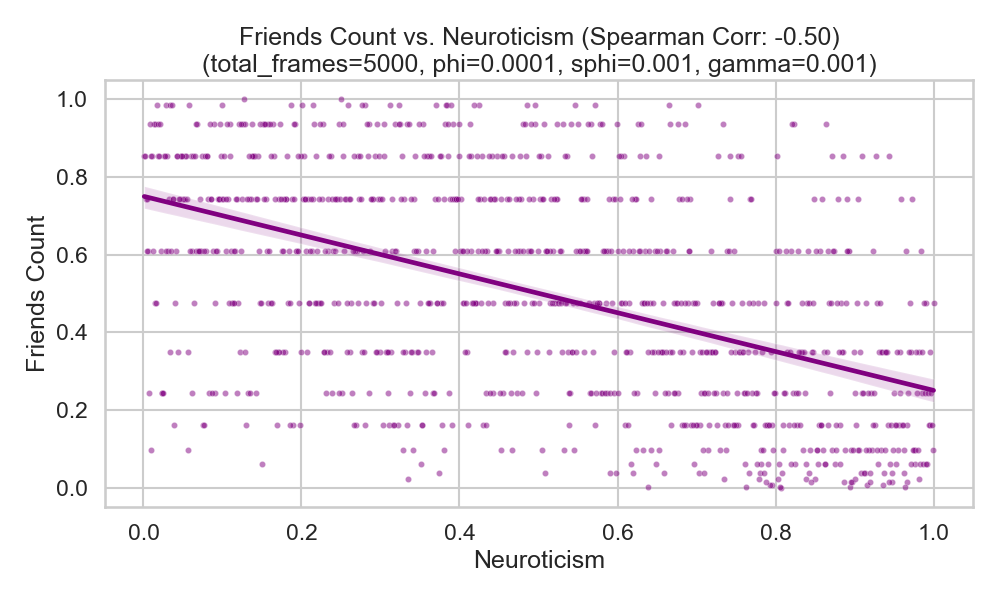 Friends Count vs. Neuroticism (Spearman Corr: -0.50)
(total_frames=5000, phi=0.0001, sphi=0.001, gamma=0.001)
Friends Count
1.0
0.8
0.6
0.4
0.2
0.0
0.0 0.2 0.4 0.6 0.8 1.0
Neuroticism